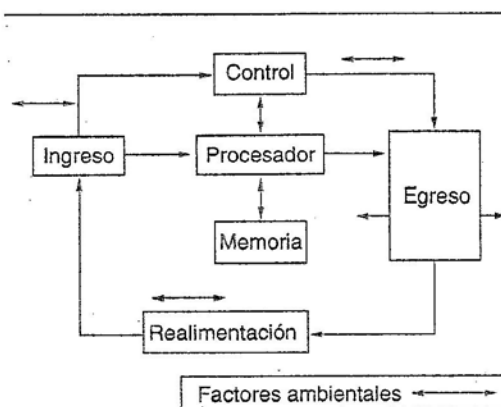 Control
Ingreso
Procesador
Egreso
Memoria
Realimentación
Factores ambientales